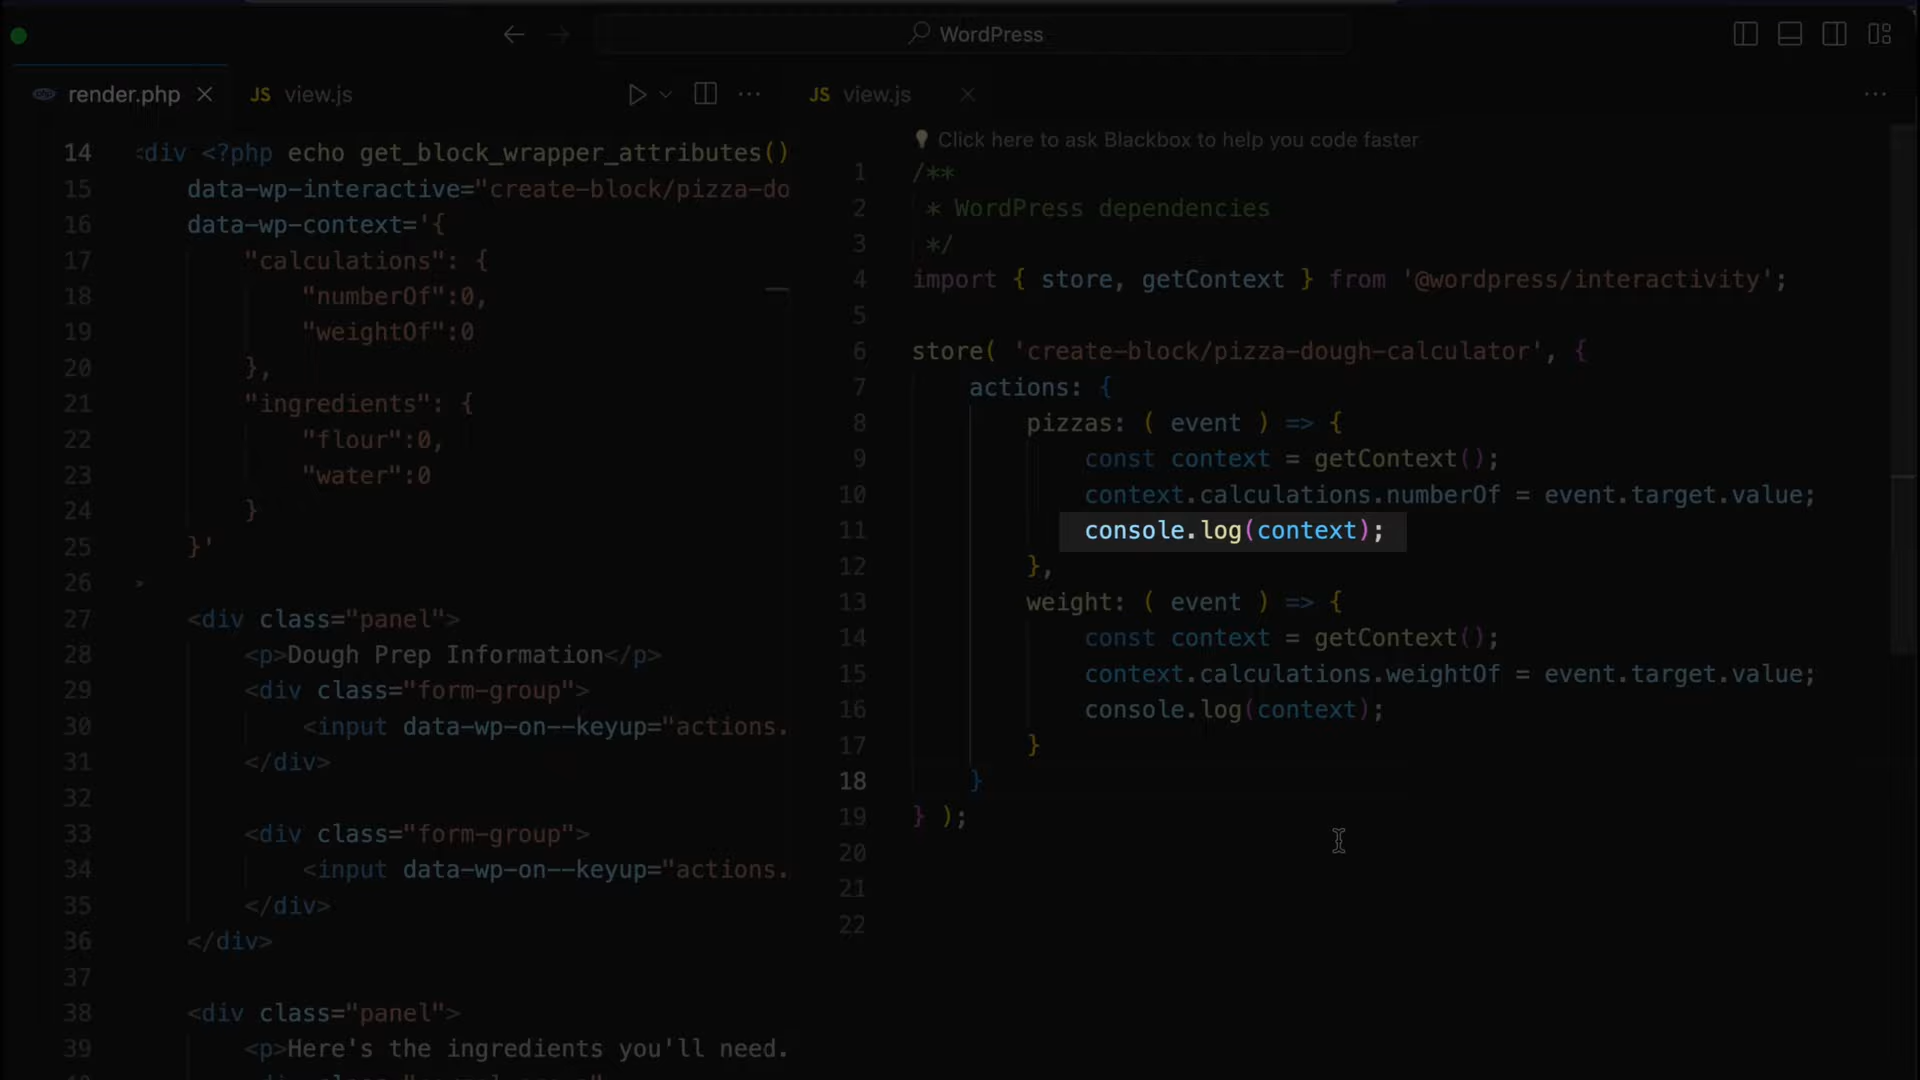 WordPress
render.php
JS view.js
JS view.js
14 <div <?php echo get_block_wrapper_attributes()
15 data-wp-interactive="create-block/pizza-do
16 data-wp-context='{
17 "calculations": {
18 "numberOf":0,
19 "weightOf":0
20 },
21 "ingredients": {
22 "flour":0,
23 "water":0
24 }
25 }'
26 >
27 <div class="panel">
28 <p>Dough Prep Information</p>
29 <div class="form-group">
30 <input data-wp-on--keyup="actions.
31 </div>
32
33 <div class="form-group">
34 <input data-wp-on--keyup="actions.
35 </div>
36 </div>
37
38 <div class="panel">
39 <p>Here's the ingredients you'll need.
Click here to ask Blackbox to help you code faster
1 /**
2 * WordPress dependencies
3 */
4 import { store, getContext } from '@wordpress/interactivity';
5
6 store( 'create-block/pizza-dough-calculator', {
7 actions: {
8 pizzas: ( event ) => {
9 const context = getContext();
10 context.calculations.numberOf = event.target.value;
11 console.log(context);
12 },
13 weight: ( event ) => {
14 const context = getContext();
15 context.calculations.weightOf = event.target.value;
16 console.log(context);
17 }
18 }
19 } );
20
21
22